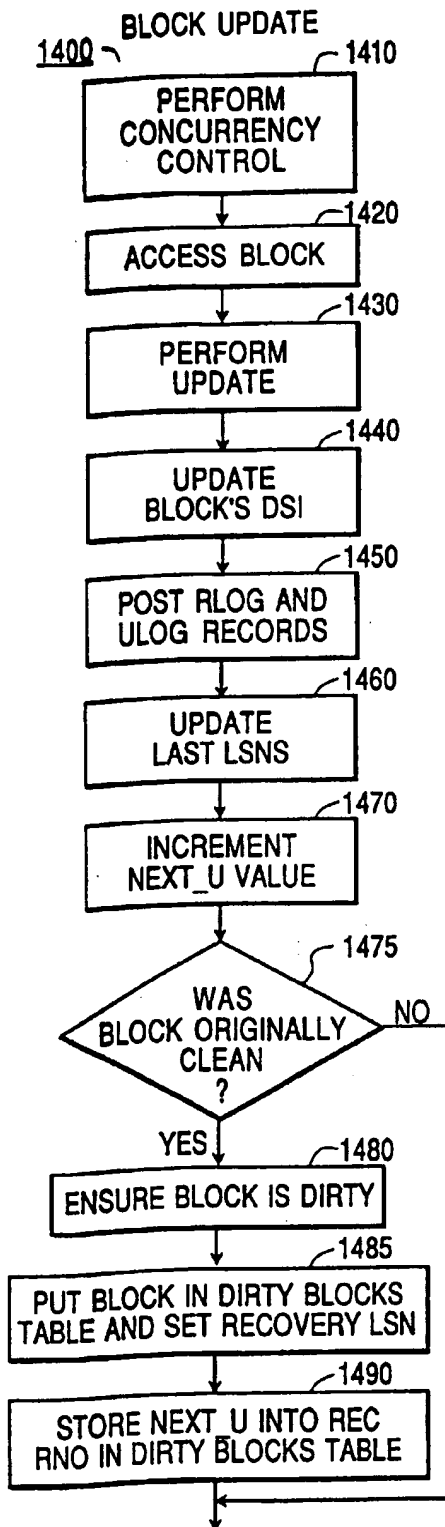 BLOCK UPDATE
1400
1410
PERFORM
CONCURRENCY
CONTROL
1420
ACCESS BLOCK
1430
PERFORM
UPDATE
1440
UPDATE
BLOCK'S DSI
1450
POST RLOG AND
ULOG RECORDS
1460
UPDATE
LAST LSNS
1470
INCREMENT
NEXT_U VALUE
1475
WAS
BLOCK ORIGINALLY
CLEAN
?
NO
YES
1480
ENSURE BLOCK IS DIRTY
1485
PUT BLOCK IN DIRTY BLOCKS
TABLE AND SET RECOVERY LSN
1490
STORE NEXT_U INTO REC
RNO IN DIRTY BLOCKS TABLE